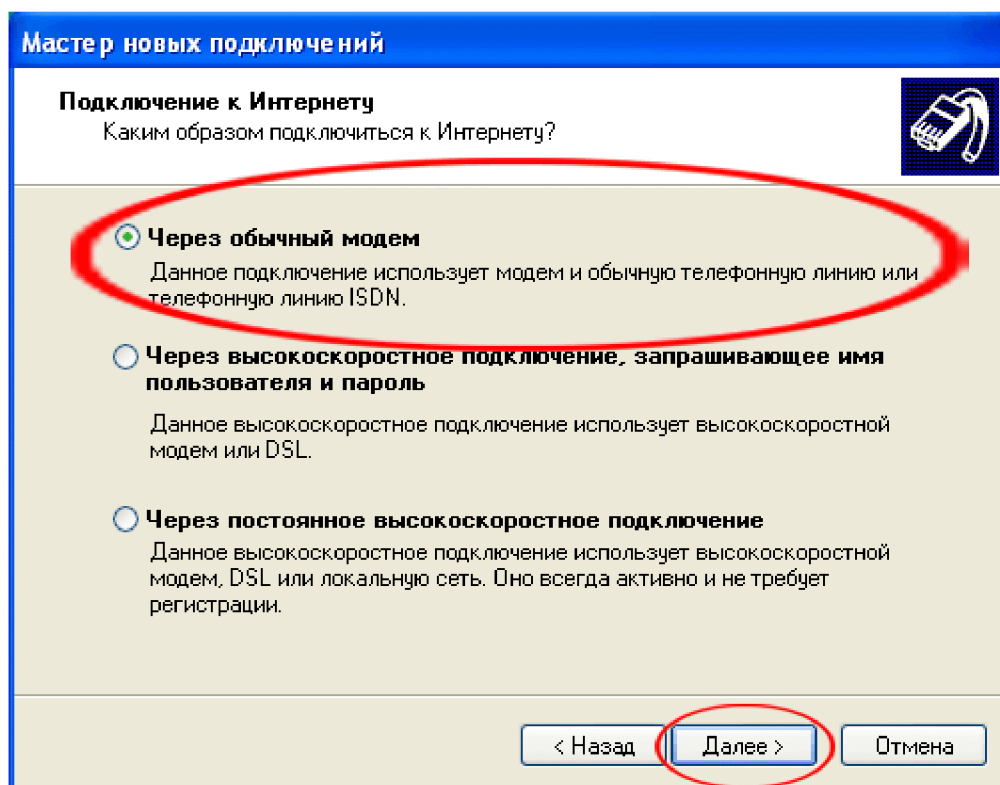 Мастер новых подключений
Подключение к Интернету
Каким образом подключиться к Интернету?
Через обычный модем
Данное подключение использует модем и обычную телефонную линию или
телефонную линию ISDN.
Через высокоскоростное подключение, запрашивающее имя
пользователя и пароль
Данное высокоскоростное подключение использует высокоскоростной
модем или DSL.
Через постоянное высокоскоростное подключение
Данное высокоскоростное подключение использует высокоскоростной
модем, DSL или локальную сеть. Оно всегда активно и не требует
регистрации.
< Назад
Далее >
Отмена